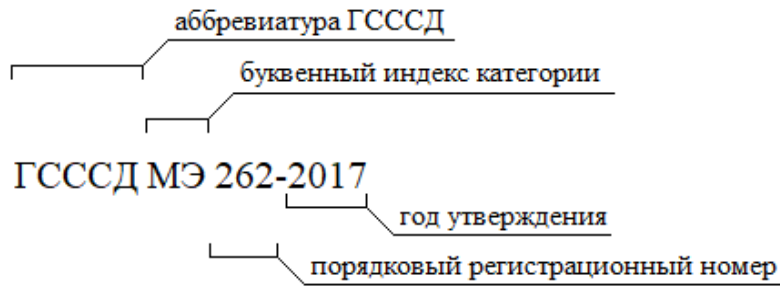 аббревиатура ГСССД
буквенный индекс категории
ГСССД МЭ 262-2017
год утверждения
порядковый регистрационный номер